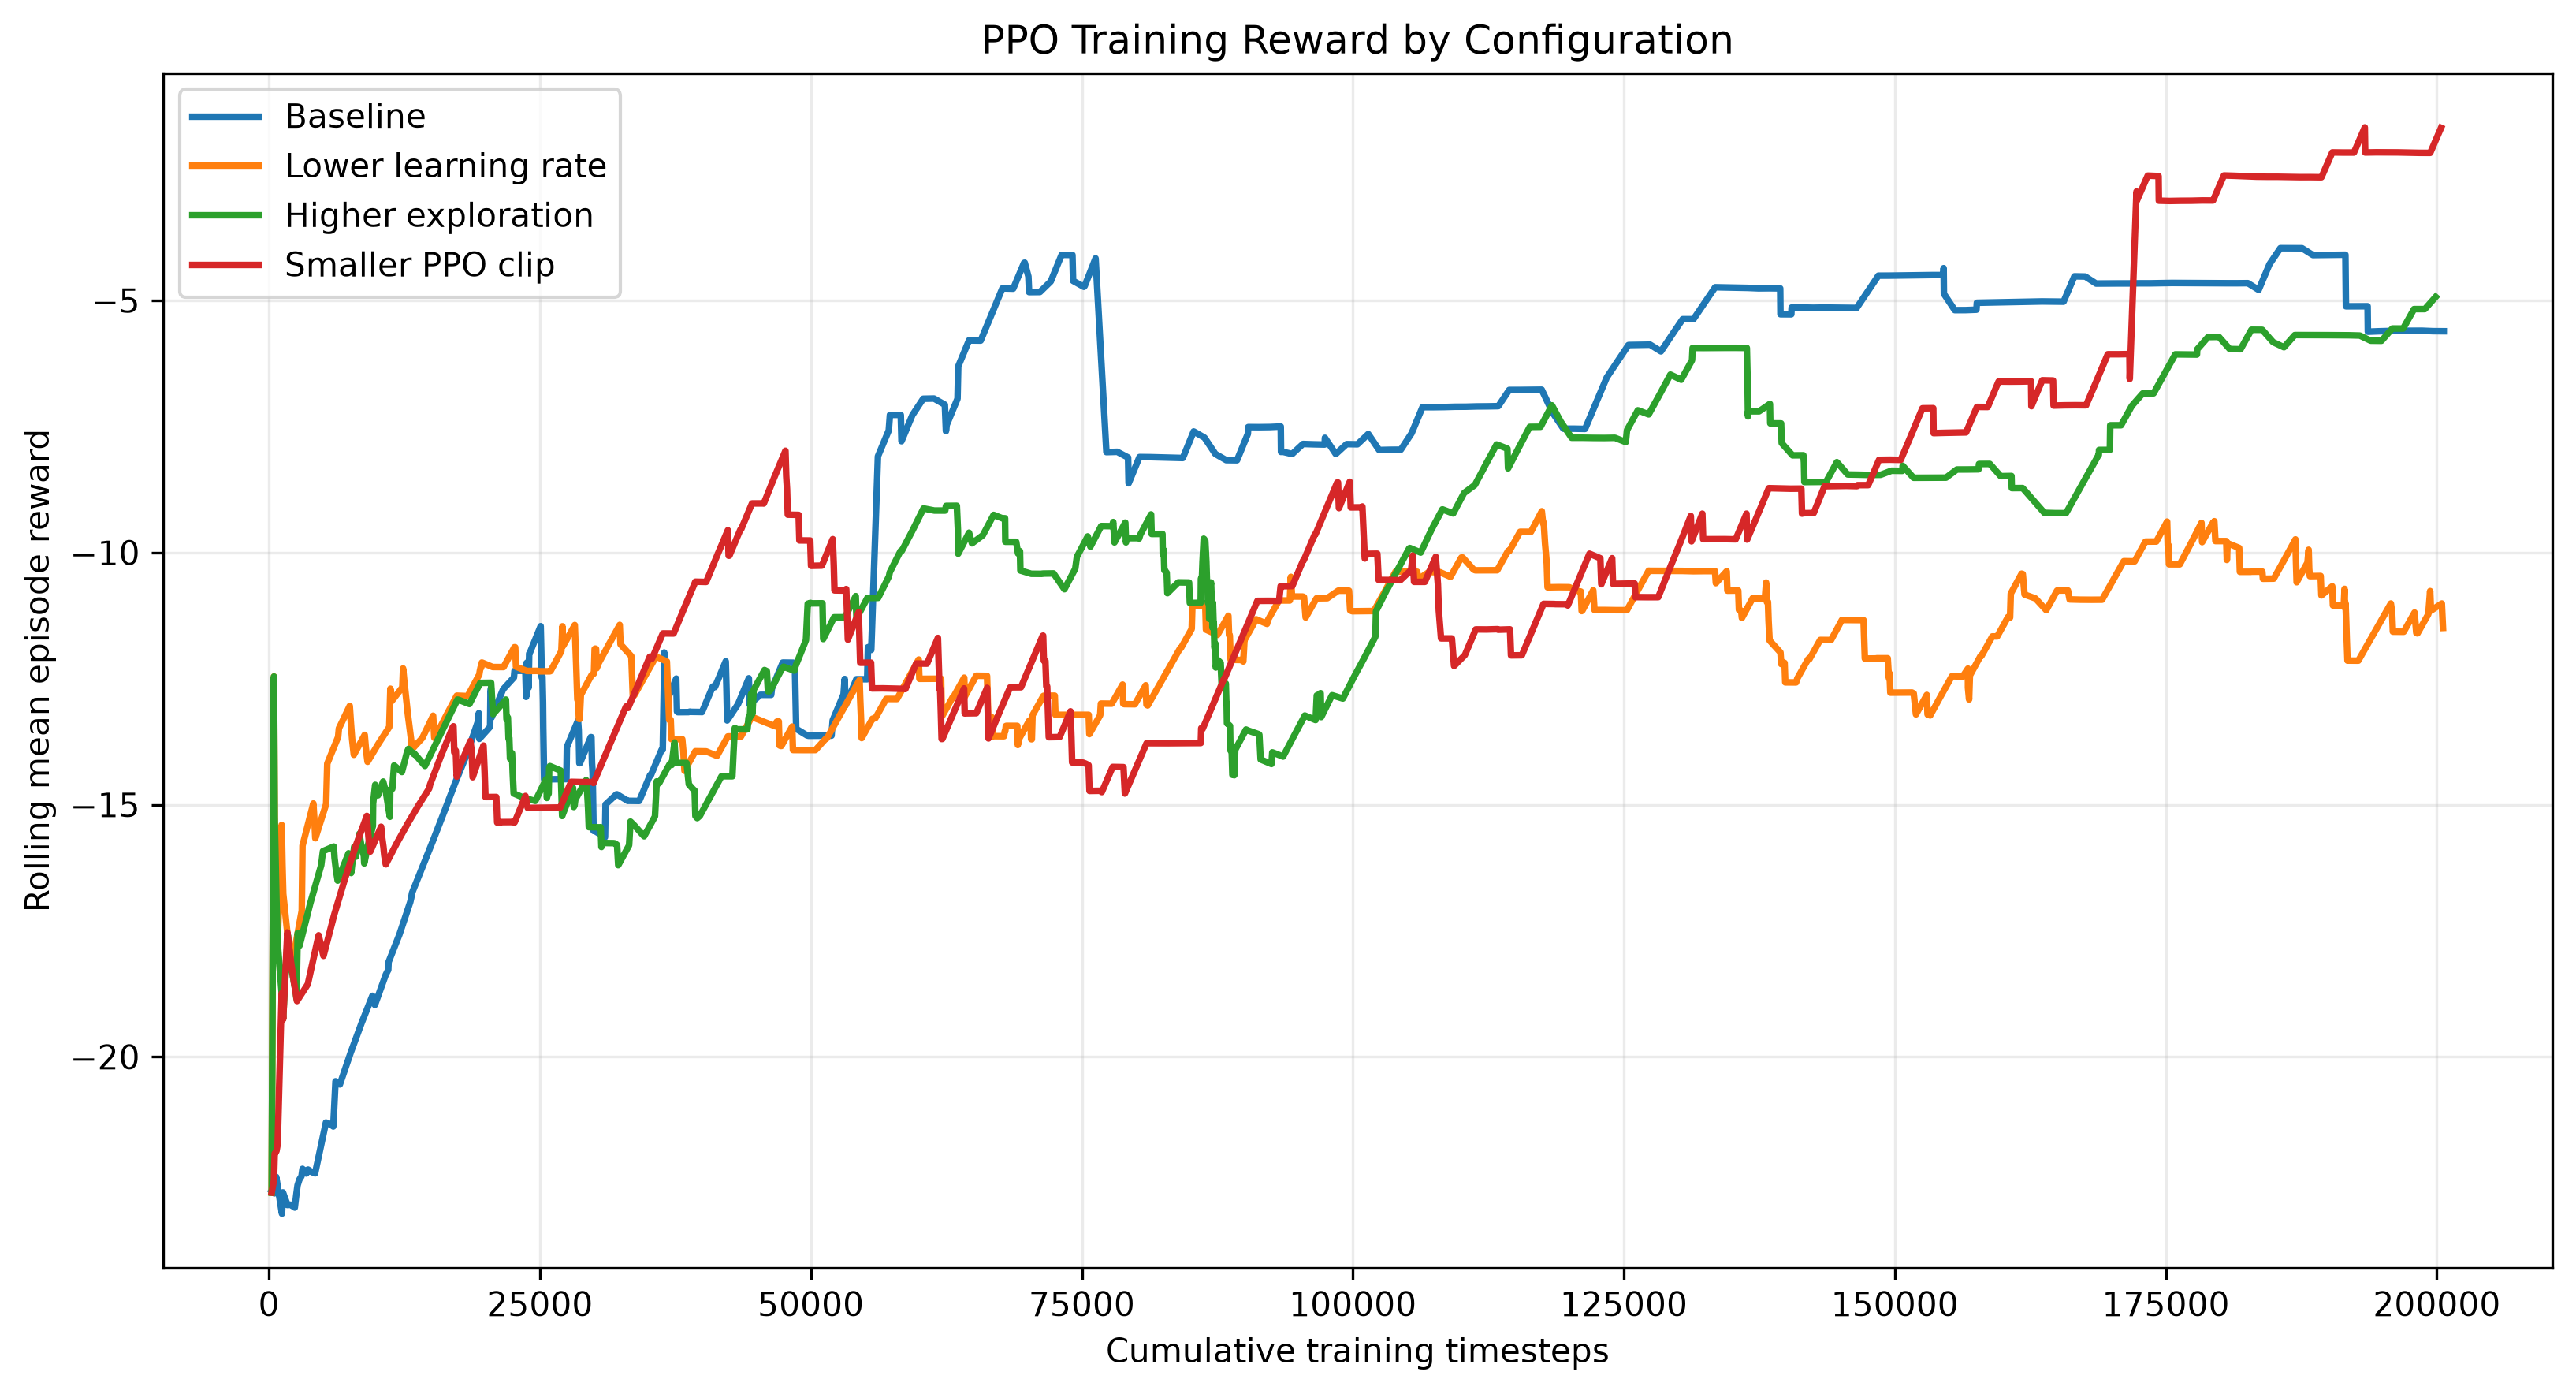 PPO Training Reward by Configuration
Baseline
Lower learning rate
Higher exploration
Smaller PPO clip
−5
−10
−15
−20
Rolling mean episode reward
0 25000 50000 75000 100000 125000 150000 175000 200000
Cumulative training timesteps